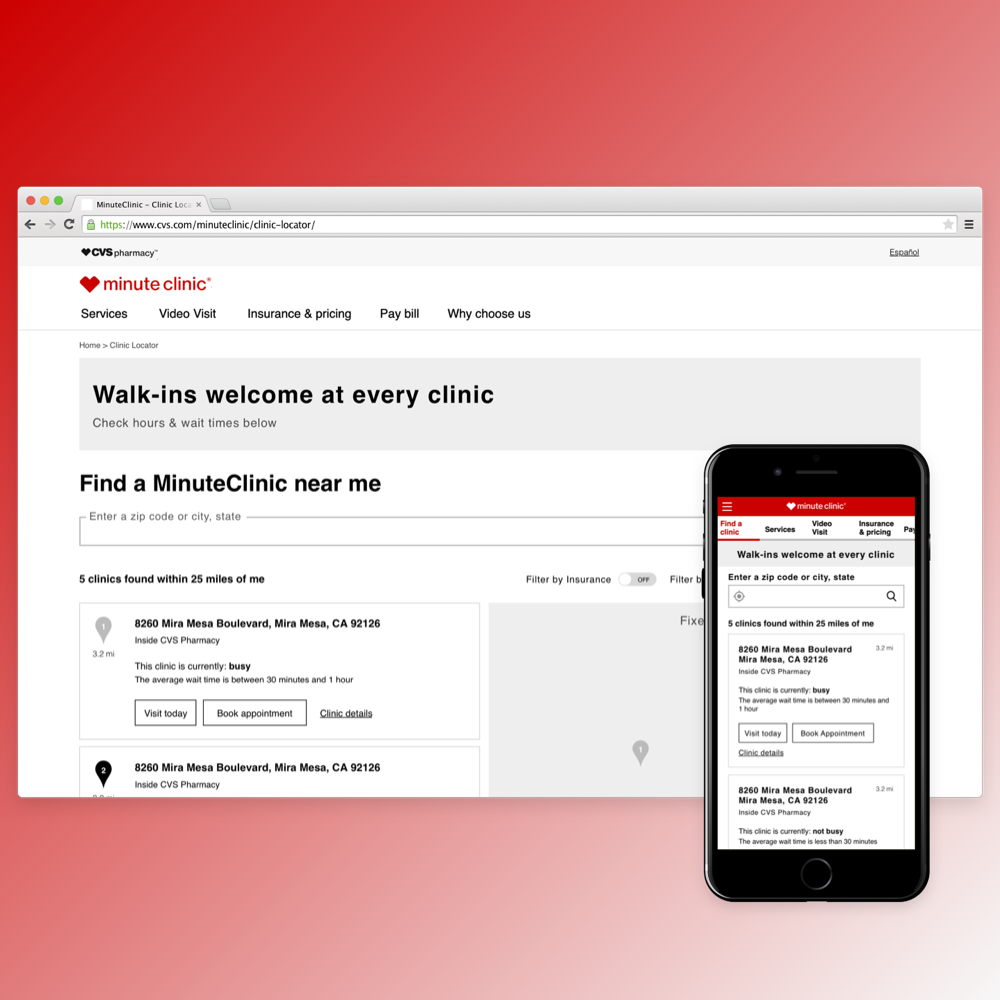 MinuteClinic – Clinic Loca
https://www.cvs.com/minuteclinic/clinic-locator/
CVS pharmacy™
Español
minute clinic®
Services Video Visit Insurance & pricing Pay bill Why choose us
Home > Clinic Locator
Walk-ins welcome at every clinic
Check hours & wait times below
Find a MinuteClinic near me
Enter a zip code or city, state
5 clinics found within 25 miles of me
Filter by Insurance OFF Filter b
1
3.2 mi
8260 Mira Mesa Boulevard, Mira Mesa, CA 92126
Inside CVS Pharmacy
This clinic is currently: busy
The average wait time is between 30 minutes and 1 hour
Visit today Book appointment Clinic details
2
8260 Mira Mesa Boulevard, Mira Mesa, CA 92126
Inside CVS Pharmacy
Fixe
1
minute clinic®
Find a
clinic
Services
Video
Visit
Insurance
& pricing
Pay
Walk-ins welcome at every clinic
Enter a zip code or city, state
5 clinics found within 25 miles of me
8260 Mira Mesa Boulevard
Mira Mesa, CA 92126
3.2 mi
Inside CVS Pharmacy
This clinic is currently: busy
The average wait time is between 30 minutes and
1 hour
Visit today Book Appointment
Clinic details
8260 Mira Mesa Boulevard
Mira Mesa, CA 92126
3.2 mi
Inside CVS Pharmacy
This clinic is currently: not busy
The average wait time is less than 30 minutes